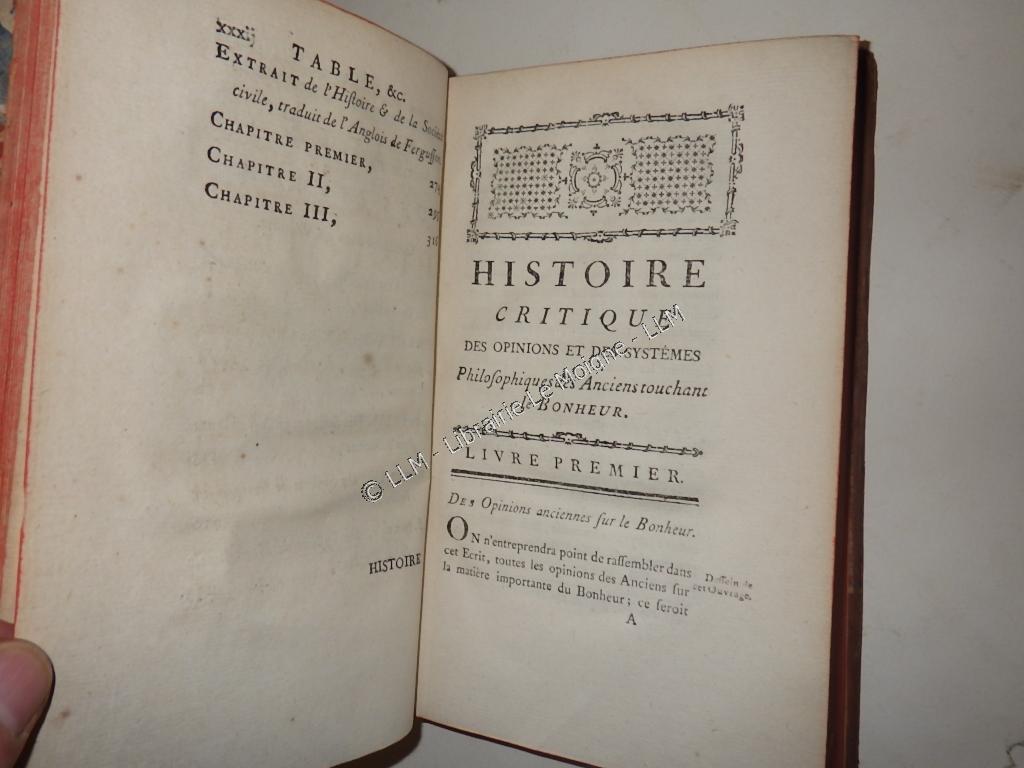 xxxij
TABLE, &c.
EXTRAIT de l'Histoire & de la Société
civile, traduit de l'Anglois de Fergusson,
CHAPITRE PREMIER,
CHAPITRE II,
CHAPITRE III,
HISTOIRE
HISTOIRE
CRITIQUE
DES OPINIONS ET DES SYSTÊMES
Philosophiques Anciens touchant
BONHEUR.
LIVRE PREMIER.
Des Opinions anciennes sur le Bonheur.
ON n'entreprendra point de rassembler dans
cet Ecrit, toutes les opinions des Anciens sur
la matière importante du Bonheur; ce seroit
Dessein de
cet Ouvrage.
A
© LLM - Librairie Le Moigne - LLM